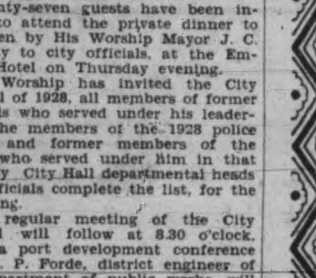 nty-seven guests have been in-
to attend the private dinner to
en by His Worship Mayor J. C.
y to city officials, at the Em-
Hotel on Thursday evening.
Worship has invited the City
l of 1928, all members of former
ls who served under his leader-
he members of the 1928 police
and former members of the
who served under him in that
y City Hall departmental heads
ficials complete the list, for the
ng.
regular meeting of the City
l will follow at 8.30 o'clock,
a port development conference
. P. Forde, district engineer of